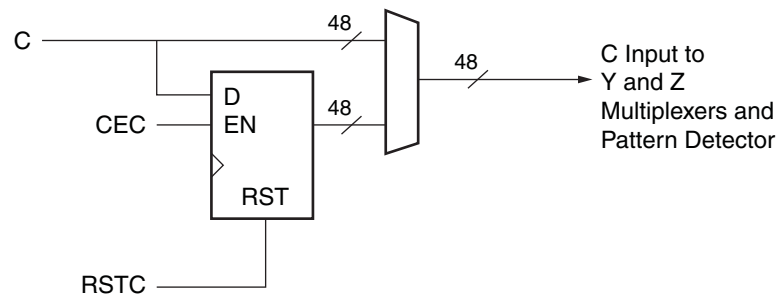 48
C
48
C Input to
Y and Z
Multiplexers and
Pattern Detector
D
48
CEC
EN
RST
RSTC